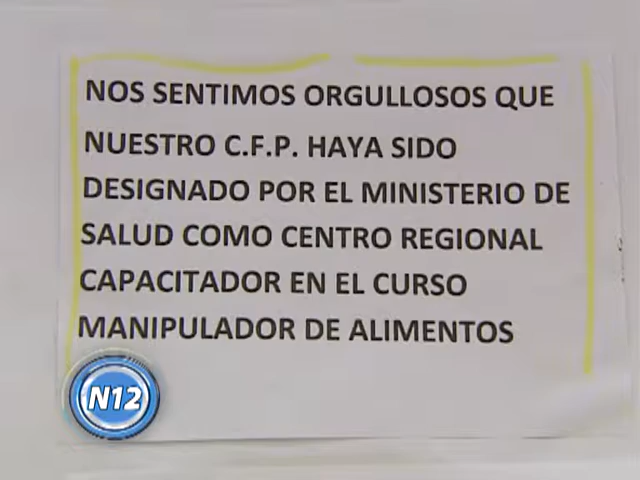 NOS SENTIMOS ORGULLOSOS QUE
NUESTRO C.F.P. HAYA SIDO
DESIGNADO POR EL MINISTERIO DE
SALUD COMO CENTRO REGIONAL
CAPACITADOR EN EL CURSO
MANIPULADOR DE ALIMENTOS
N12